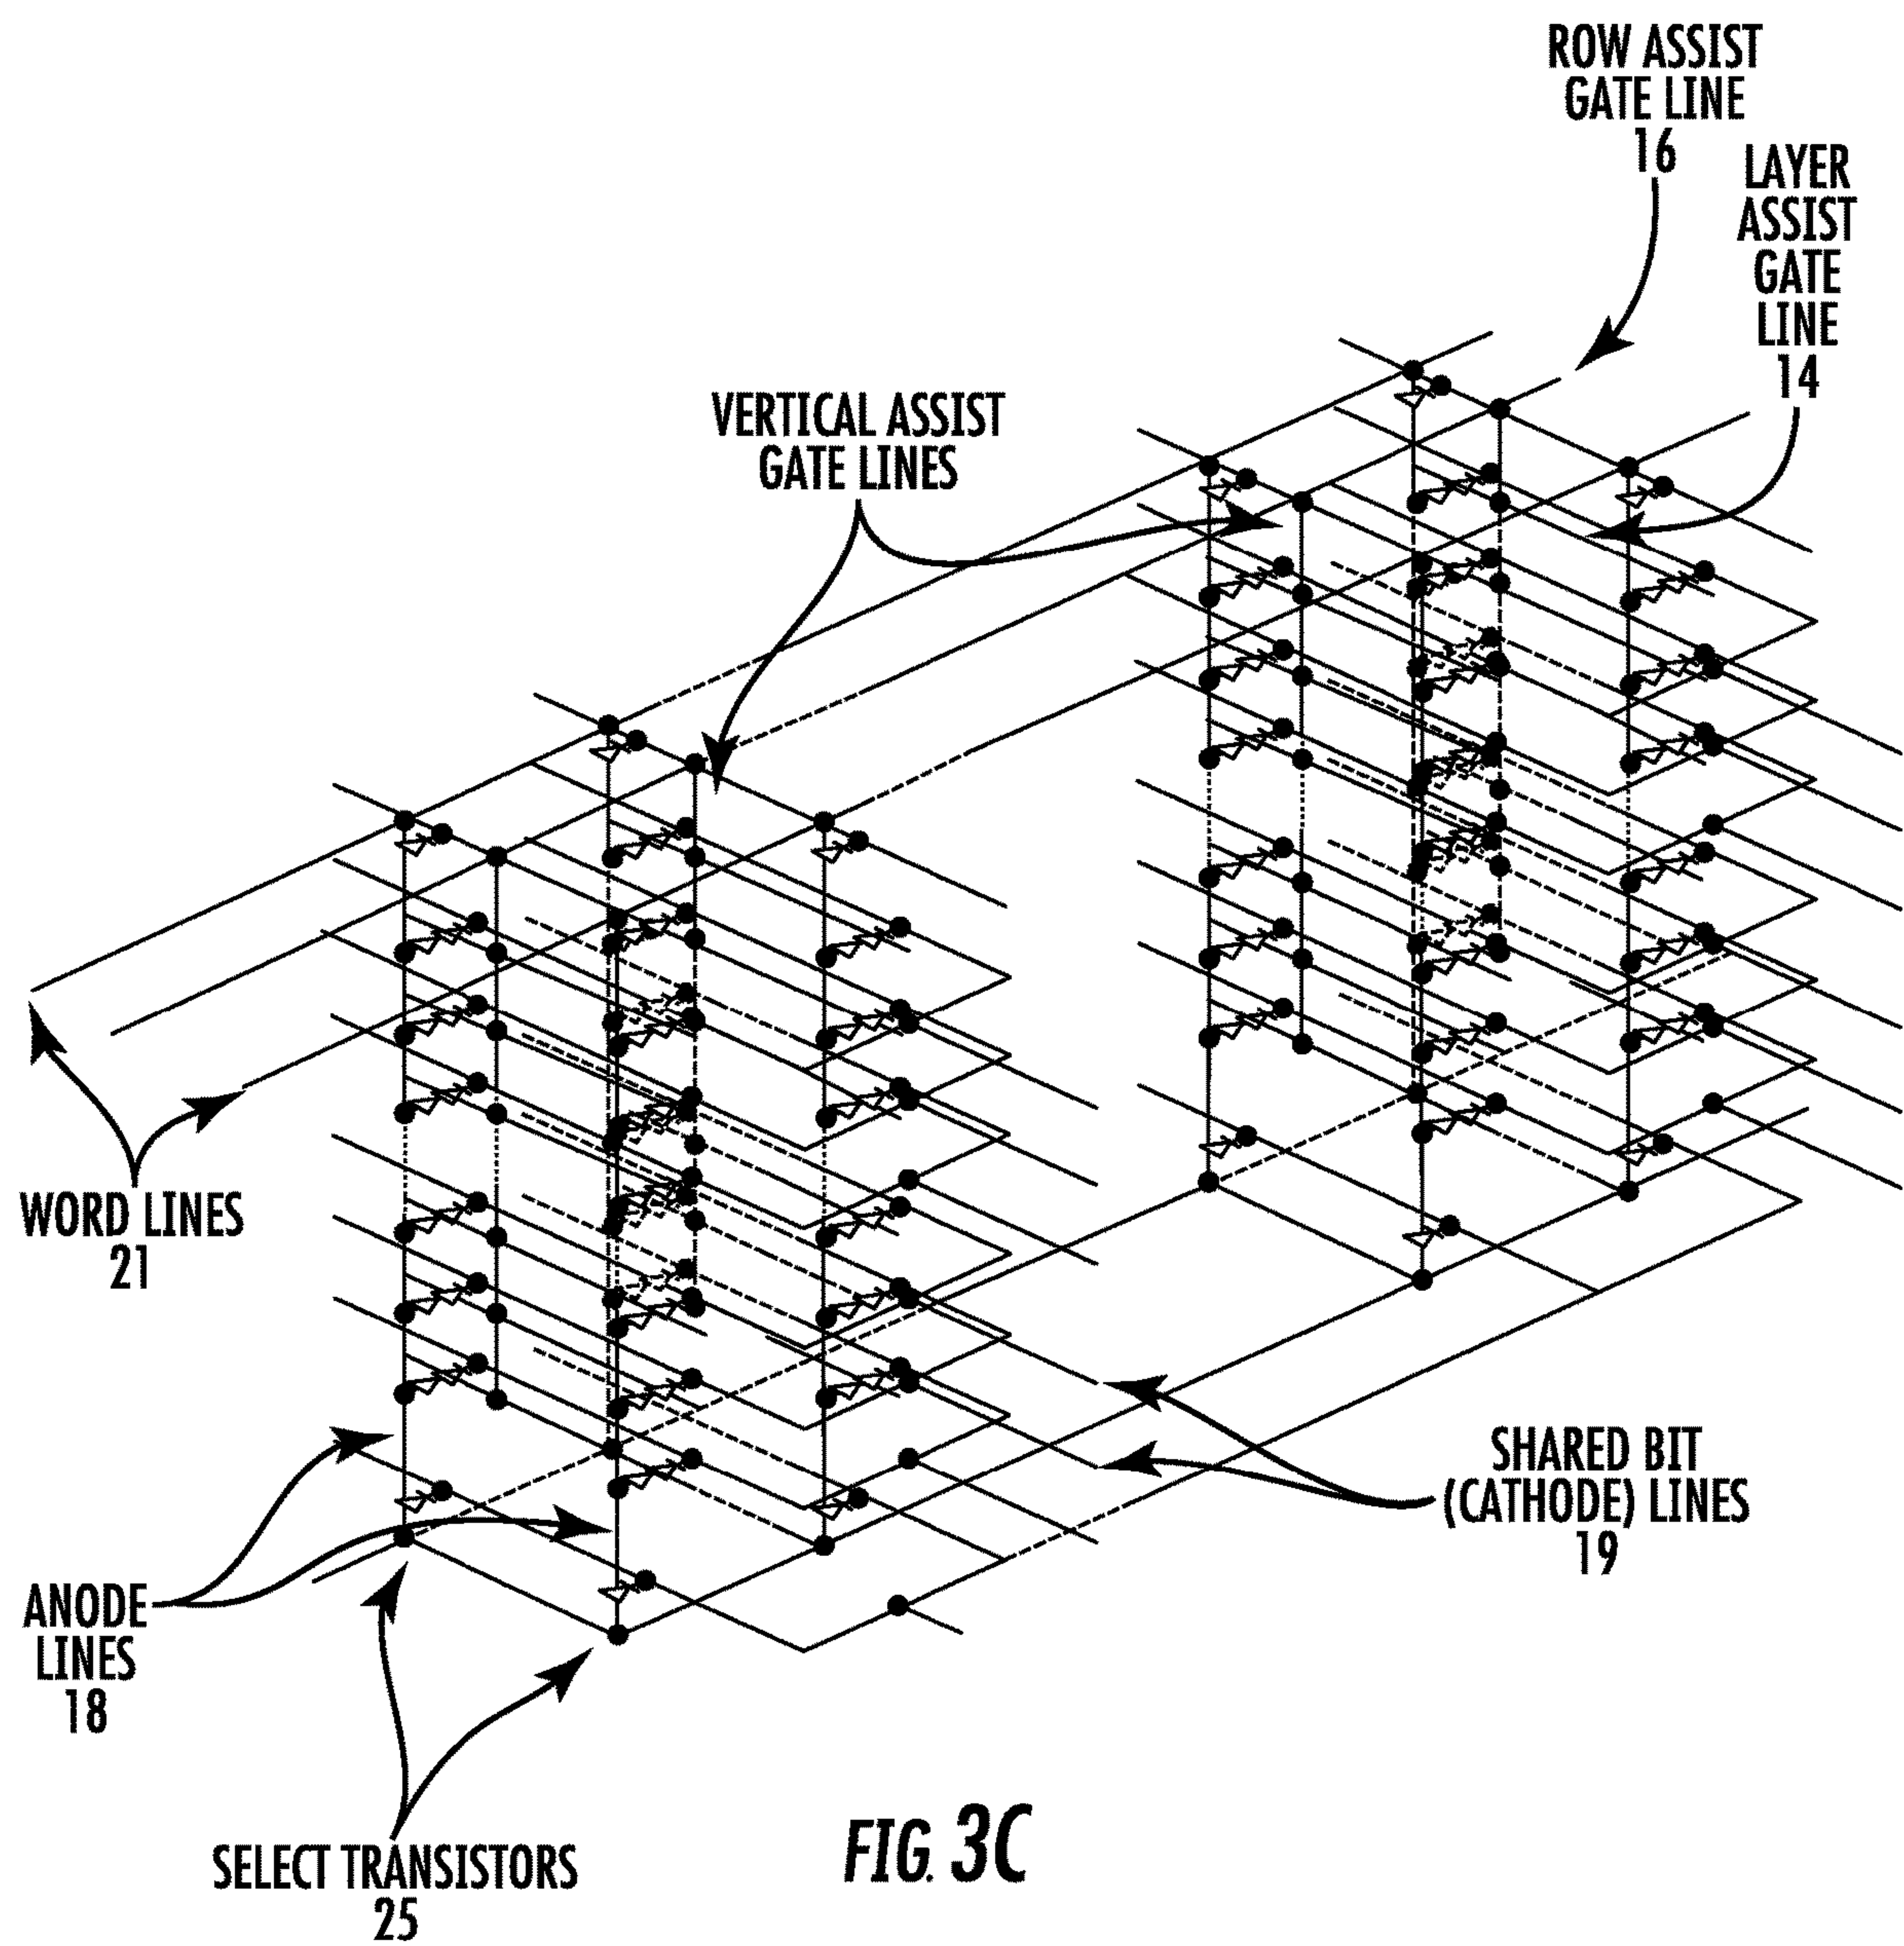 ROW ASSIST
GATE LINE
16
LAYER
ASSIST
GATE
LINE
14
VERTICAL ASSIST
GATE LINES
WORD LINES
21
SHARED BIT
(CATHODE) LINES
19
ANODE
LINES
18
SELECT TRANSISTORS
25
FIG. 3C